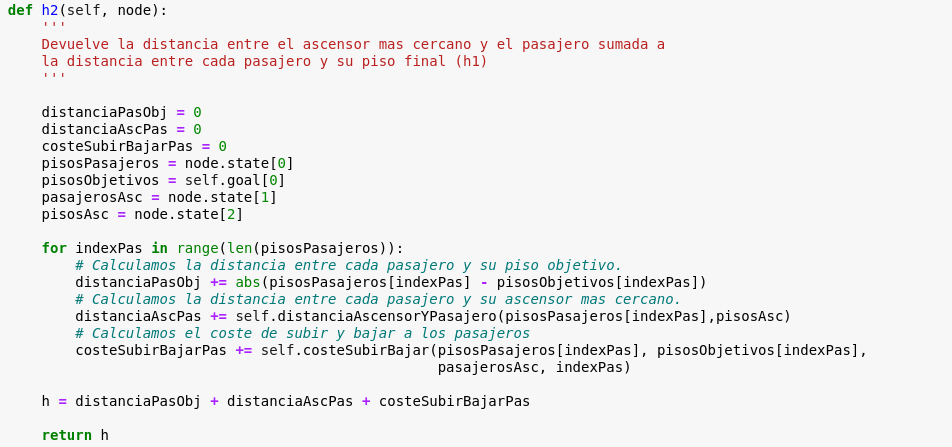 def h2(self, node):
    '''
    Devuelve la distancia entre el ascensor mas cercano y el pasajero sumada a
    la distancia entre cada pasajero y su piso final (h1)
    '''
    distanciaPasObj = 0
    distanciaAscPas = 0
    costeSubirBajarPas = 0
    pisosPasajeros = node.state[0]
    pisosObjetivos = self.goal[0]
    pasajerosAsc = node.state[1]
    pisosAsc = node.state[2]
    for indexPas in range(len(pisosPasajeros)):
        # Calculamos la distancia entre cada pasajero y su piso objetivo.
        distanciaPasObj += abs(pisosPasajeros[indexPas] - pisosObjetivos[indexPas])
        # Calculamos la distancia entre cada pasajero y su ascensor mas cercano.
        distanciaAscPas += self.distanciaAscensorYPasajero(pisosPasajeros[indexPas],pisosAsc)
        # Calculamos el coste de subir y bajar a los pasajeros
        costeSubirBajarPas += self.costeSubirBajar(pisosPasajeros[indexPas], pisosObjetivos[indexPas],
                                                   pasajerosAsc, indexPas)
    h = distanciaPasObj + distanciaAscPas + costeSubirBajarPas
    return h